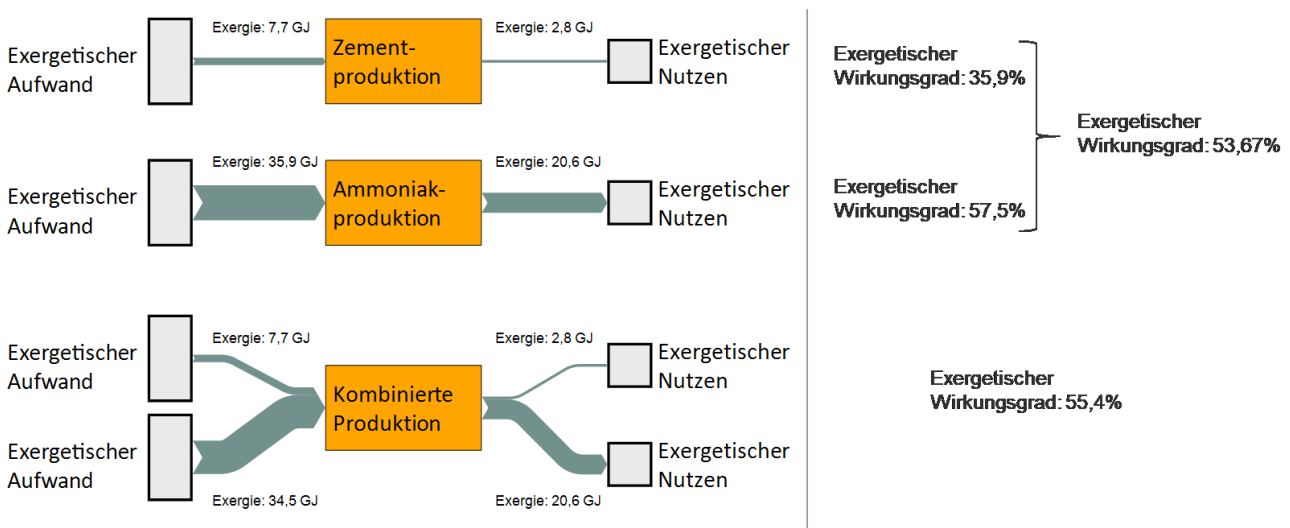 Exergetischer
Aufwand
Exergie: 7,7 GJ
Zement-
produktion
Exergie: 2,8 GJ
Exergetischer
Nutzen
Exergetischer
Wirkungsgrad: 35,9%
Exergetischer
Wirkungsgrad: 53,67%
Exergetischer
Aufwand
Exergie: 35,9 GJ
Ammoniak-
produktion
Exergie: 20,6 GJ
Exergetischer
Nutzen
Exergetischer
Wirkungsgrad: 57,5%
Exergetischer
Aufwand
Exergie: 7,7 GJ
Exergetischer
Aufwand
Exergie: 34,5 GJ
Kombinierte
Produktion
Exergie: 2,8 GJ
Exergetischer
Nutzen
Exergie: 20,6 GJ
Exergetischer
Nutzen
Exergetischer
Wirkungsgrad: 55,4%